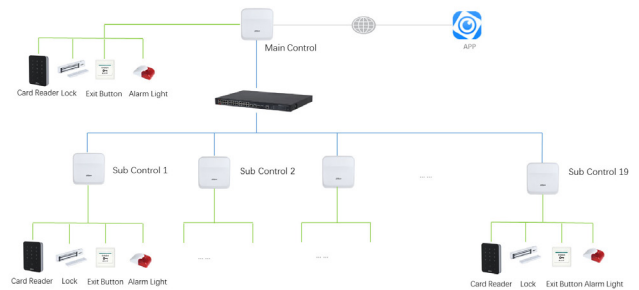 APP
Main Control
Card Reader Lock Exit Button Alarm Light
Sub Control 1
Sub Control 2
Sub Control 19
Card Reader Lock Exit Button Alarm Light
Card Reader Lock Exit Button Alarm Light